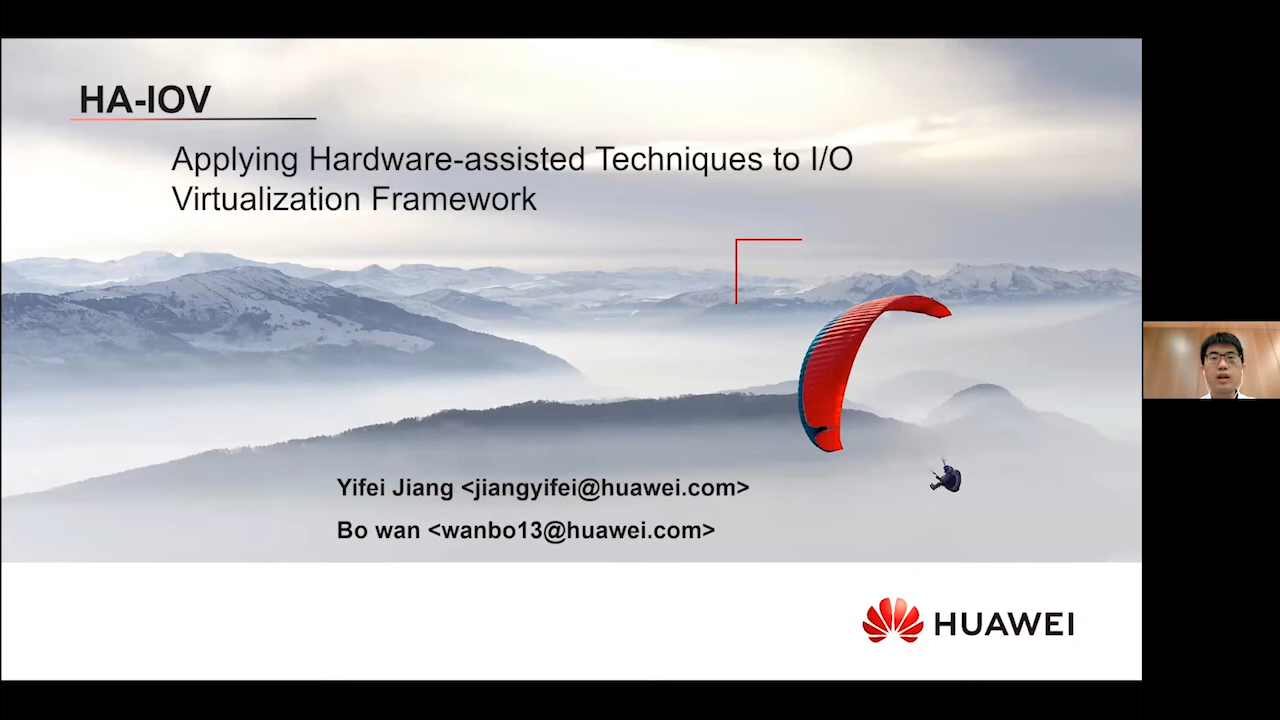 HA-IOV
Applying Hardware-assisted Techniques to I/O
Virtualization Framework
Yifei Jiang <jiangyifei@huawei.com>
Bo wan <wanbo13@huawei.com>
HUAWEI